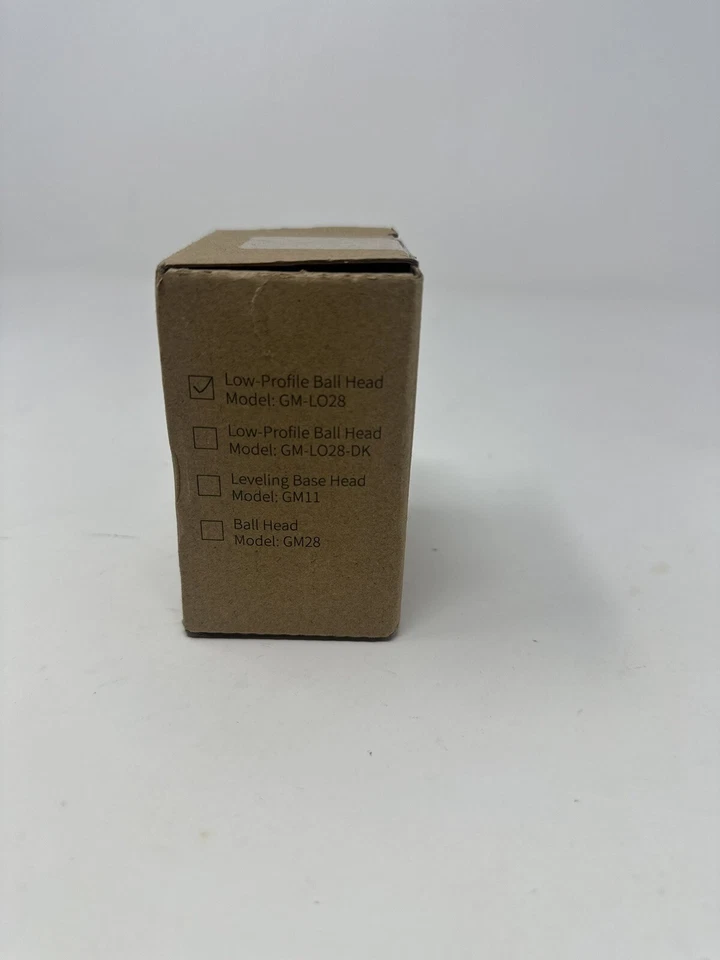 Low-Profile Ball Head
Model: GM-LO28
Low-Profile Ball Head
Model: GM-LO28-DK
Leveling Base Head
Model: GM11
Ball Head
Model: GM28